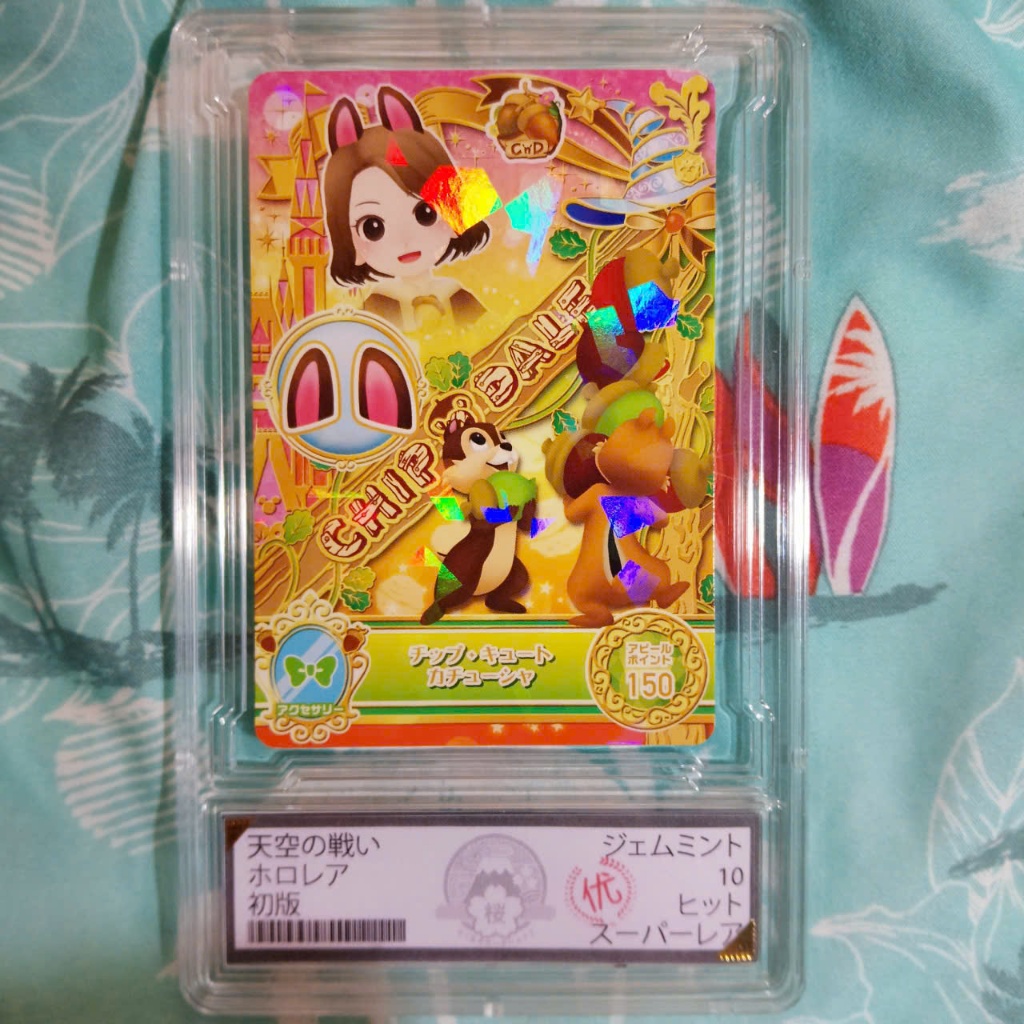 CnD
CHIP DALE
チップ・キュート
カチューシャ
アクセサリー
アピール
ポイント
150
天空の戦い
ホロレア
初版
桜
优
ジェムミント
10
ヒット
スーパーレア